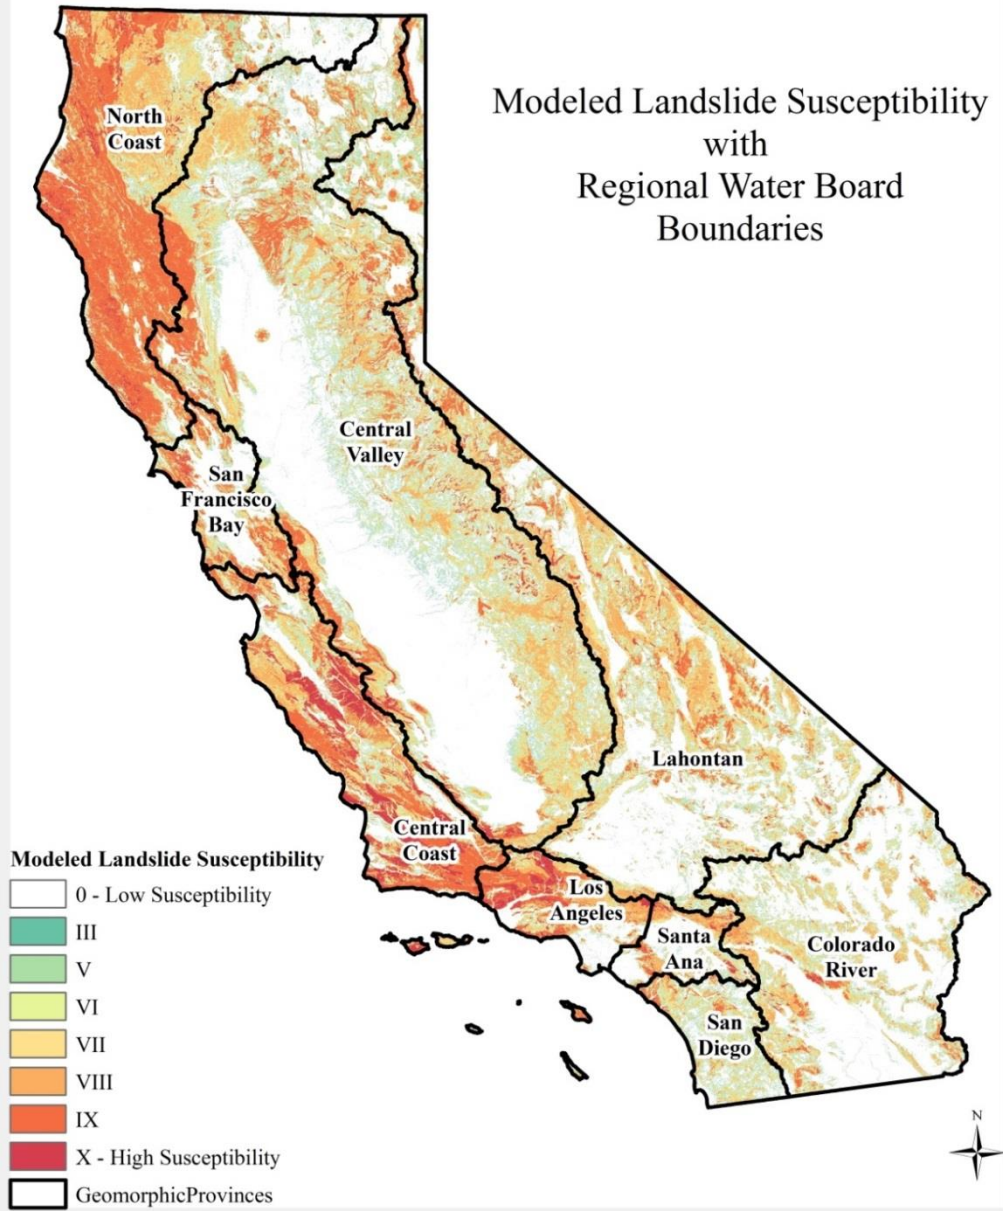 Modeled Landslide Susceptibility
with
Regional Water Board
Boundaries
North
Coast
Central
Valley
San
Francisco
Bay
Lahontan
Central
Coast
Los
Angeles
Santa
Ana
Colorado
River
San
Diego
Modeled Landslide Susceptibility
0 - Low Susceptibility
III
V
VI
VII
VIII
IX
X - High Susceptibility
GeomorphicProvinces
N